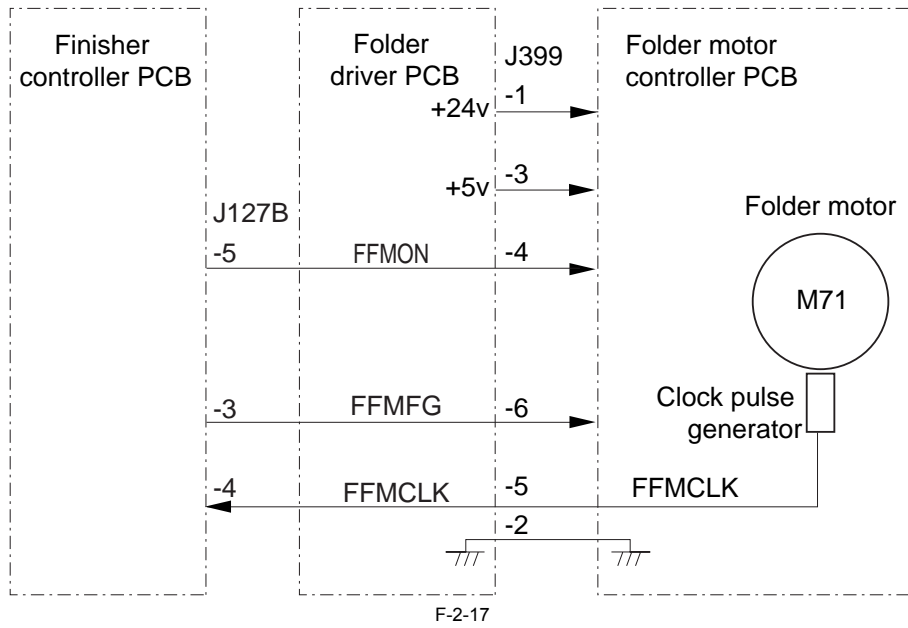 Finisher
controller PCB
Folder
driver PCB
J399
Folder motor
controller PCB
-1
+24v
-3
+5v
J127B
Folder motor
-5
FFMON
-4
M71
-3
FFMFG
-6
Clock pulse
generator
-4
FFMCLK
-5
FFMCLK
-2
F-2-17